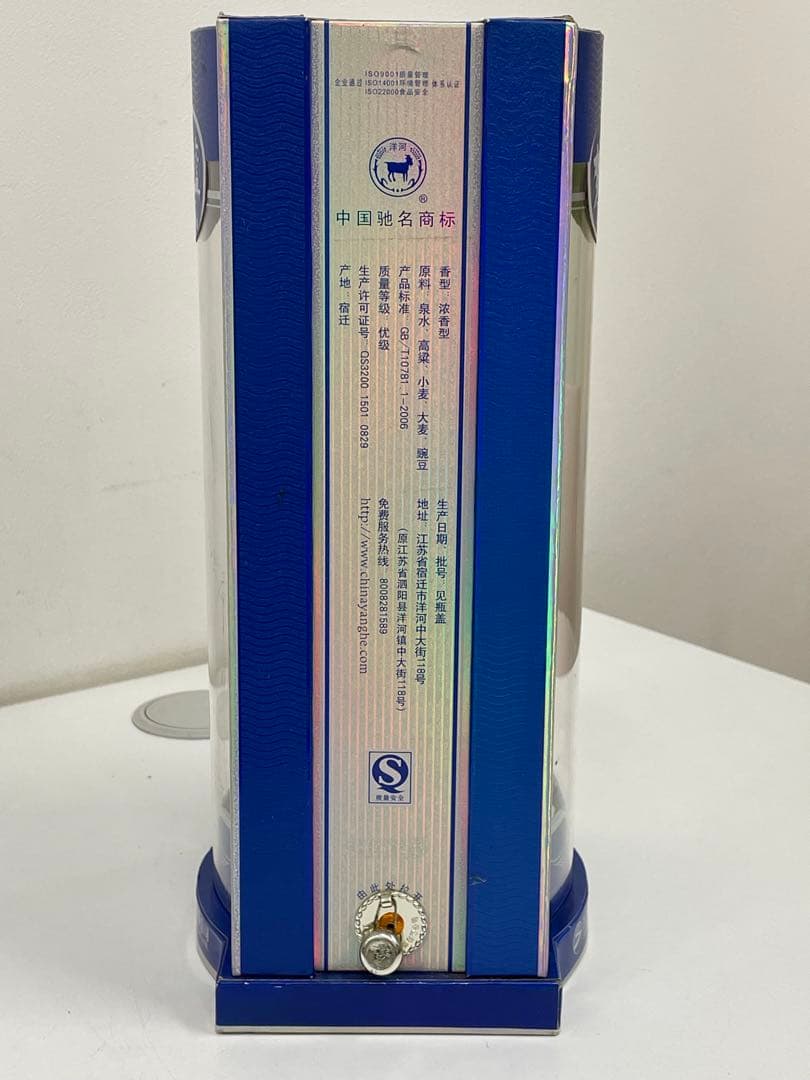 ISO9001质量管理
企业通过 ISO14001环境管理 体系认证
ISO22000食品安全
洋河
®
中国驰名商标
香型：浓香型
原料：泉水、高粱、小麦、大麦、豌豆
产品标准：GB/T10781.1-2006
质量等级：优级
生产许可证号：QS3200 1501 0829
产地：宿迁
生产日期、批号：见瓶盖
地址：江苏省宿迁市洋河中大街118号
（原江苏省泗阳县洋河镇中大街118号）
免费服务热线：8008281589
http://www.chinayanghe.com
质量安全
由此处拉开